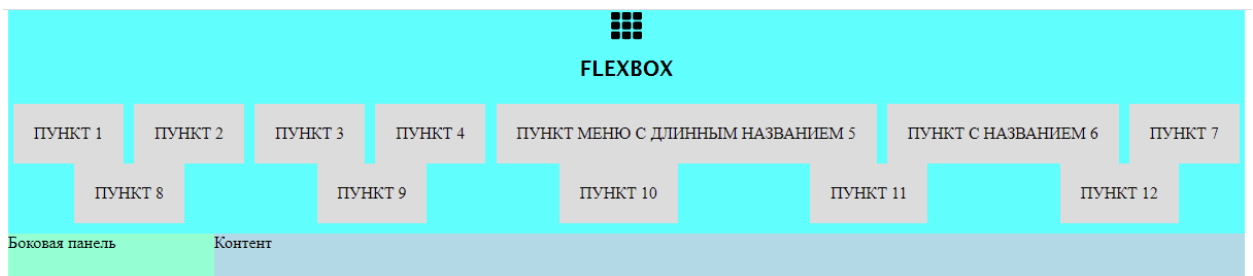 FLEXBOX
ПУНКТ 1 ПУНКТ 2 ПУНКТ 3 ПУНКТ 4 ПУНКТ МЕНЮ С ДЛИННЫМ НАЗВАНИЕМ 5 ПУНКТ С НАЗВАНИЕМ 6 ПУНКТ 7
ПУНКТ 8 ПУНКТ 9 ПУНКТ 10 ПУНКТ 11 ПУНКТ 12
Боковая панель Контент